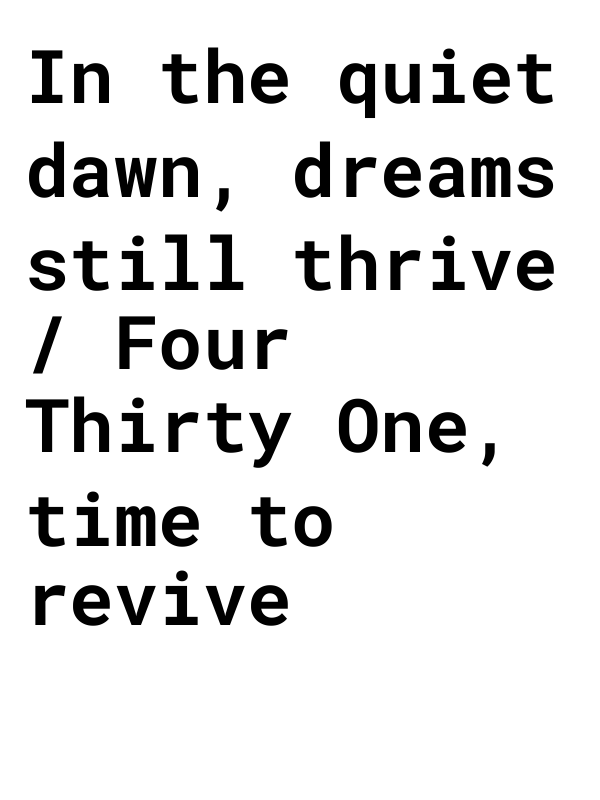 In the quiet
dawn, dreams
still thrive
/ Four
Thirty One,
time to
revive